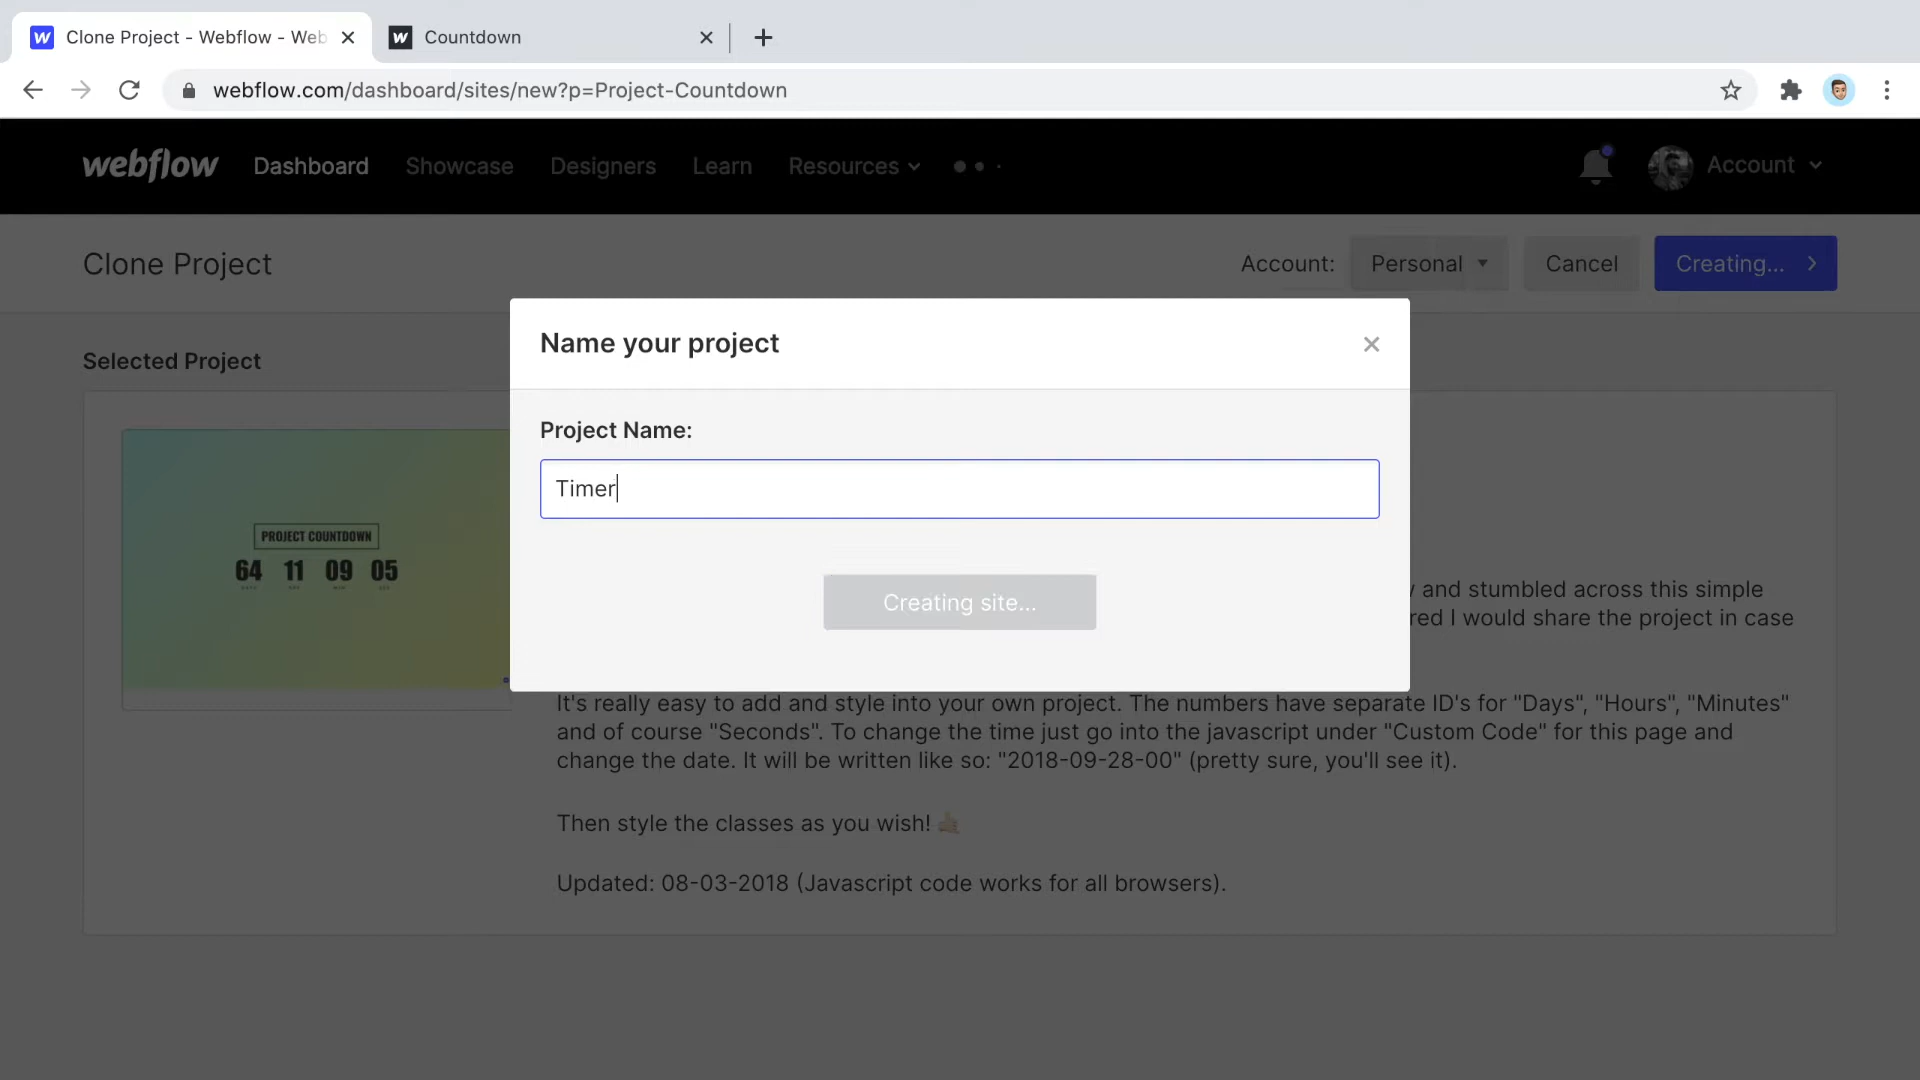 Clone Project - Webflow - Web
Countdown
webflow.com/dashboard/sites/new?p=Project-Countdown
webflow
Dashboard
Showcase
Designers
Learn
Resources
Account
Clone Project
Account:
Personal
Cancel
Creating...
Name your project
Selected Project
Project Name:
Timer
PROJECT COUNTDOWN
64 11 09 05
Creating site...
and stumbled across this simple
I would share the project in case
It's really easy to add and style into your own project. The numbers have separate ID's for "Days", "Hours", "Minutes"
and of course "Seconds". To change the time just go into the javascript under "Custom Code" for this page and
change the date. It will be written like so: "2018-09-28-00" (pretty sure, you'll see it).
Then style the classes as you wish! 🤙🏼
Updated: 08-03-2018 (Javascript code works for all browsers).